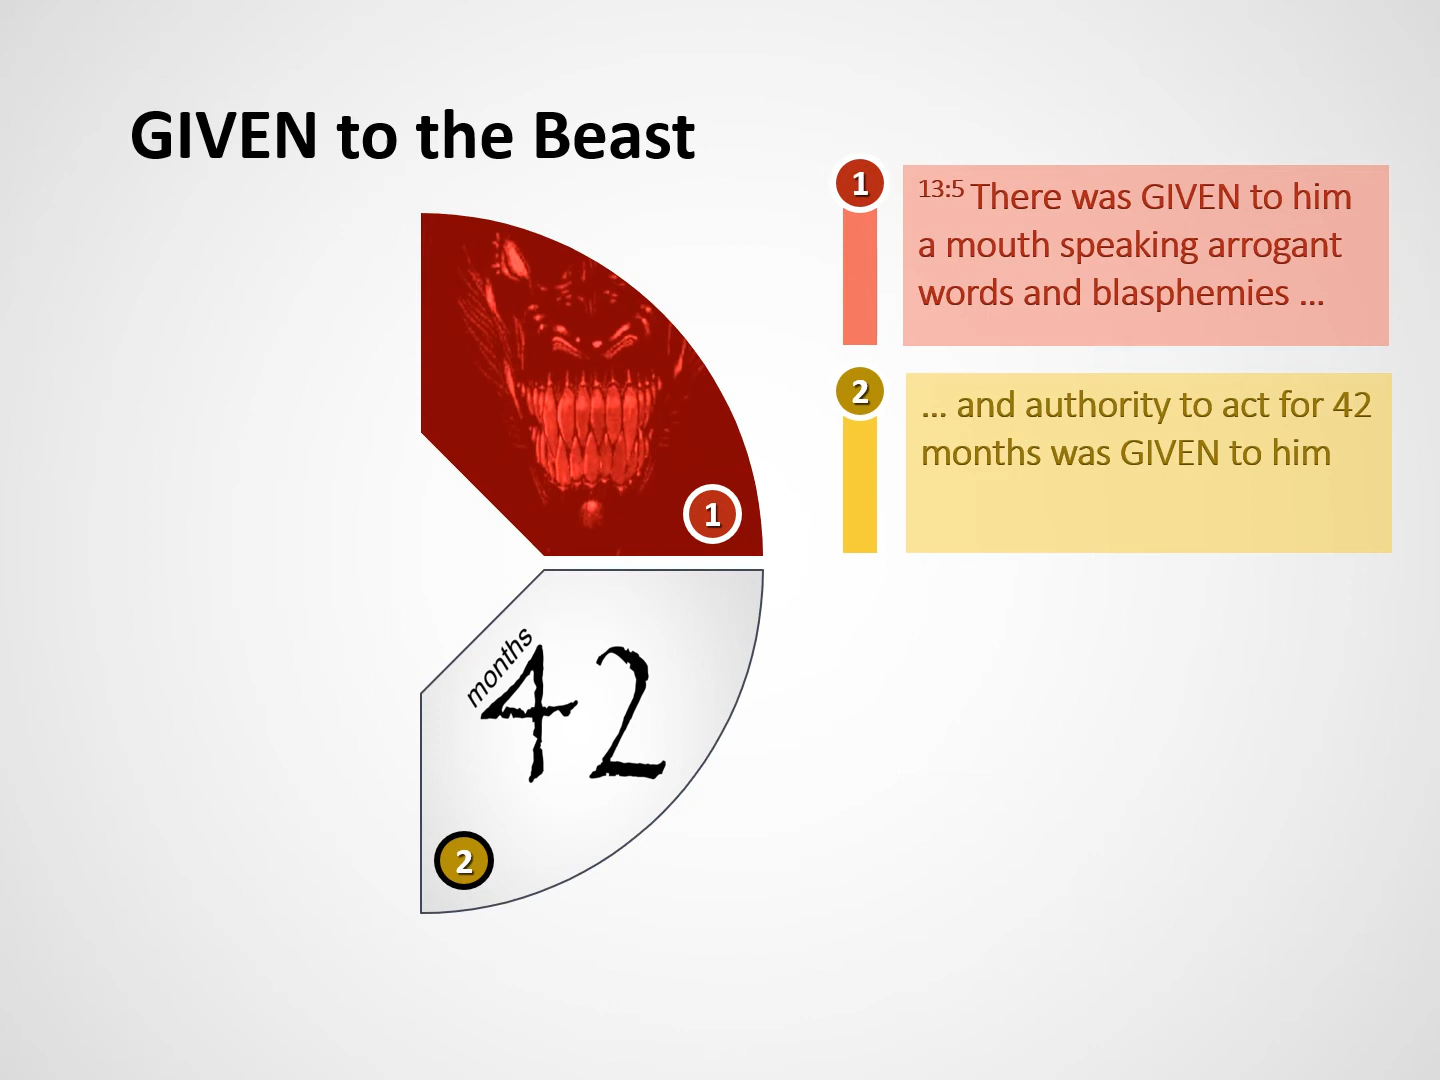 GIVEN to the Beast
1
13:5 There was GIVEN to him
a mouth speaking arrogant
words and blasphemies ...
2
... and authority to act for 42
months was GIVEN to him
1
months
42
2